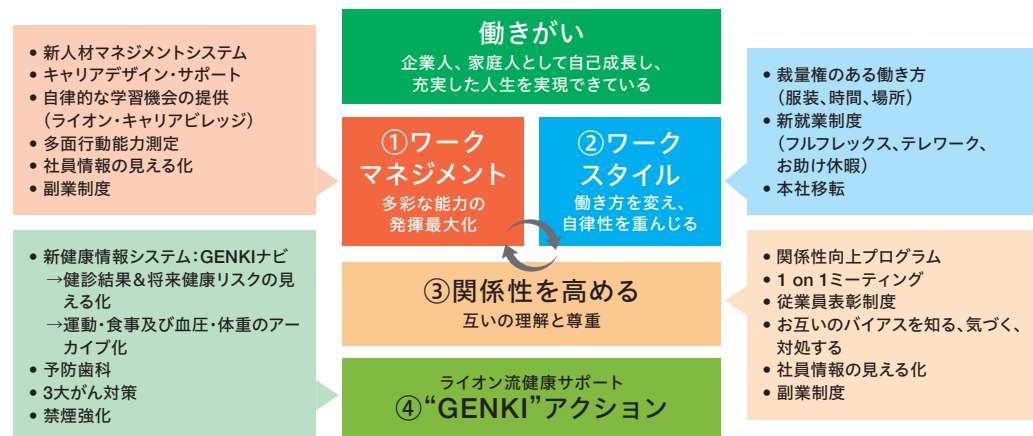 働きがい
企業人、家庭人として自己成長し、
充実した人生を実現できている
• 新人材マネジメントシステム
• キャリアデザイン・サポート
• 自律的な学習機会の提供
（ライオン・キャリアビレッジ）
• 多面行動能力測定
• 社員情報の見える化
• 副業制度
①ワーク
マネジメント
多彩な能力の
発揮最大化
②ワーク
スタイル
働き方を変え、
自律性を重んじる
• 裁量権のある働き方
（服装、時間、場所）
• 新就業制度
（フルフレックス、テレワーク、
お助け休暇）
• 本社移転
③関係性を高める
互いの理解と尊重
• 関係性向上プログラム
• 1 on 1ミーティング
• 従業員表彰制度
• お互いのバイアスを知る、気づく、
対処する
• 社員情報の見える化
• 副業制度
• 新健康情報システム：GENKIナビ
→健診結果＆将来健康リスクの見
える化
→運動・食事及び血圧・体重のアー
カイブ化
• 予防歯科
• 3大がん対策
• 禁煙強化
ライオン流健康サポート
④“GENKI”アクション